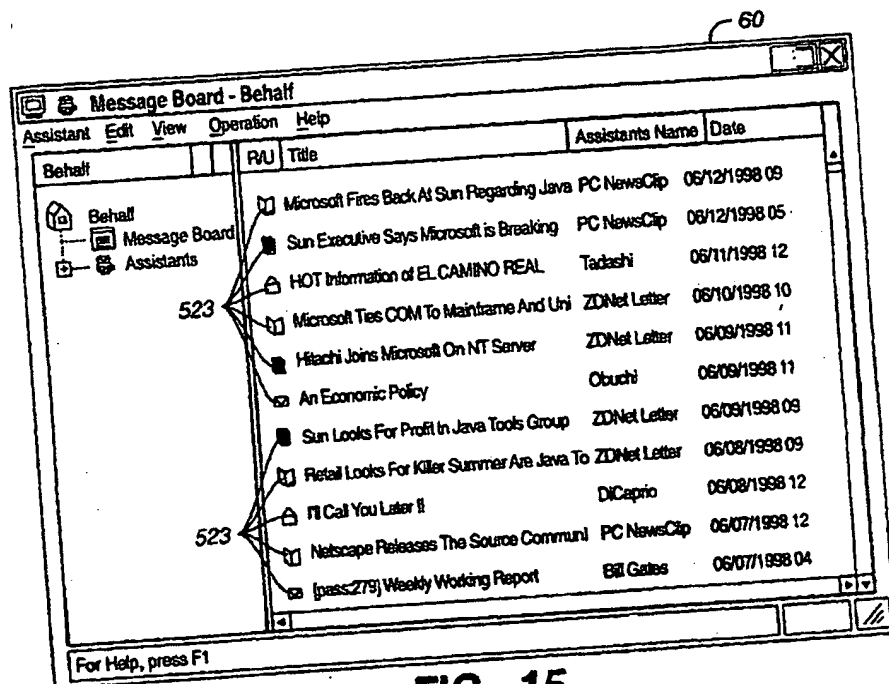 60
Message Board - Behalf
Assistant Edit View Operation Help
Behalf R/U Title Assistants Name Date
Behalf
Message Board
Assistants
523
Microsoft Fires Back At Sun Regarding Java PC NewsClip 06/12/1998 09
Sun Executive Says Microsoft is Breaking PC NewsClip 06/12/1998 05
HOT Information of EL CAMINO REAL Tadashi 06/11/1998 12
Microsoft Ties COM To Mainframe And Uni ZDNet Letter 06/10/1998 10
Hitachi Joins Microsoft On NT Server ZDNet Letter 06/09/1998 11
An Economic Policy Obuchi 06/09/1998 11
Sun Looks For Profit In Java Tools Group ZDNet Letter 06/09/1998 09
Retail Looks For Killer Summer Are Java To ZDNet Letter 06/08/1998 09
523
I'll Call You Later !! DiCaprio 06/08/1998 12
Netscape Releases The Source Communi PC NewsClip 06/07/1998 12
[pass:279] Weekly Working Report Bill Gates 06/07/1998 04
For Help, press F1
FIG._15